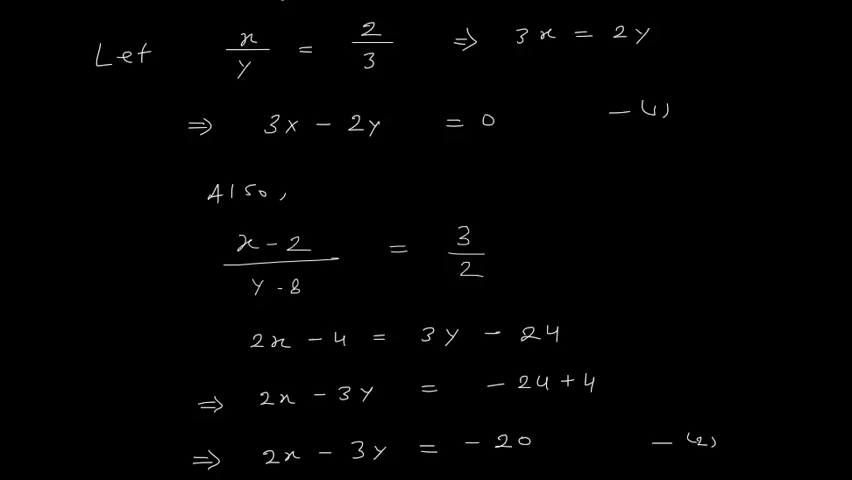 Let x/y = 2/3 ⇒ 3x = 2y
⇒ 3x - 2y = 0 - (1)
Also,
x - 2 / y - 8 = 3/2
2x - 4 = 3y - 24
⇒ 2x - 3y = - 24 + 4
⇒ 2x - 3y = - 20 - (2)